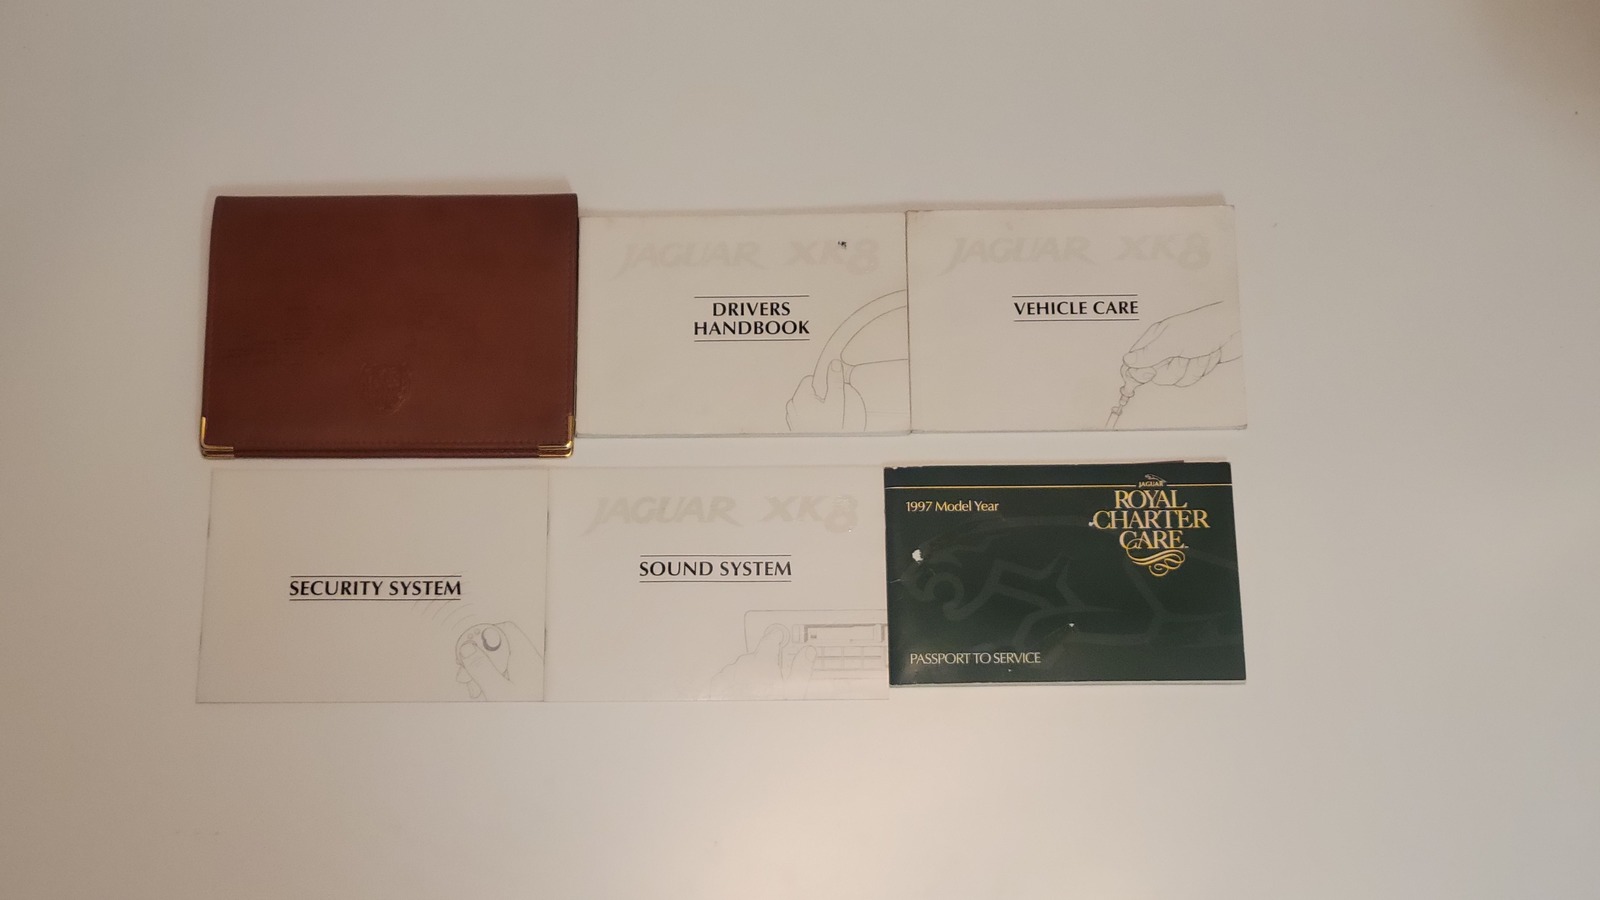 JAGUAR XK8
DRIVERS
HANDBOOK
JAGUAR XK8
VEHICLE CARE
SECURITY SYSTEM
JAGUAR XK8
SOUND SYSTEM
1997 Model Year
JAGUAR
ROYAL
CHARTER
CARE
PASSPORT TO SERVICE